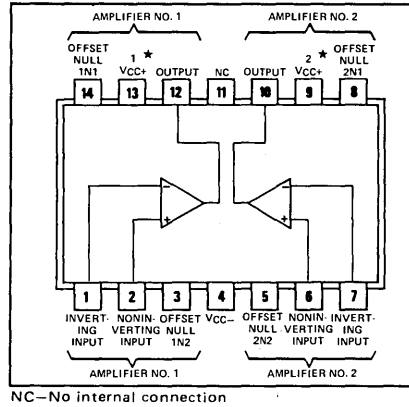 AMPLIFIER NO. 1 AMPLIFIER NO. 2
OFFSET NULL 1N1 1 ★ VCC+ OUTPUT NC OUTPUT 2 ★ VCC+ OFFSET NULL 2N1
14 13 12 11 10 9 8
- -
+ +
1 2 3 4 5 6 7
INVERT-ING INPUT NONIN-VERTING INPUT OFFSET NULL 1N2 VCC- OFFSET NULL 2N2 NONIN-VERTING INPUT INVERT-ING INPUT
AMPLIFIER NO. 1 AMPLIFIER NO. 2
NC—No internal connection